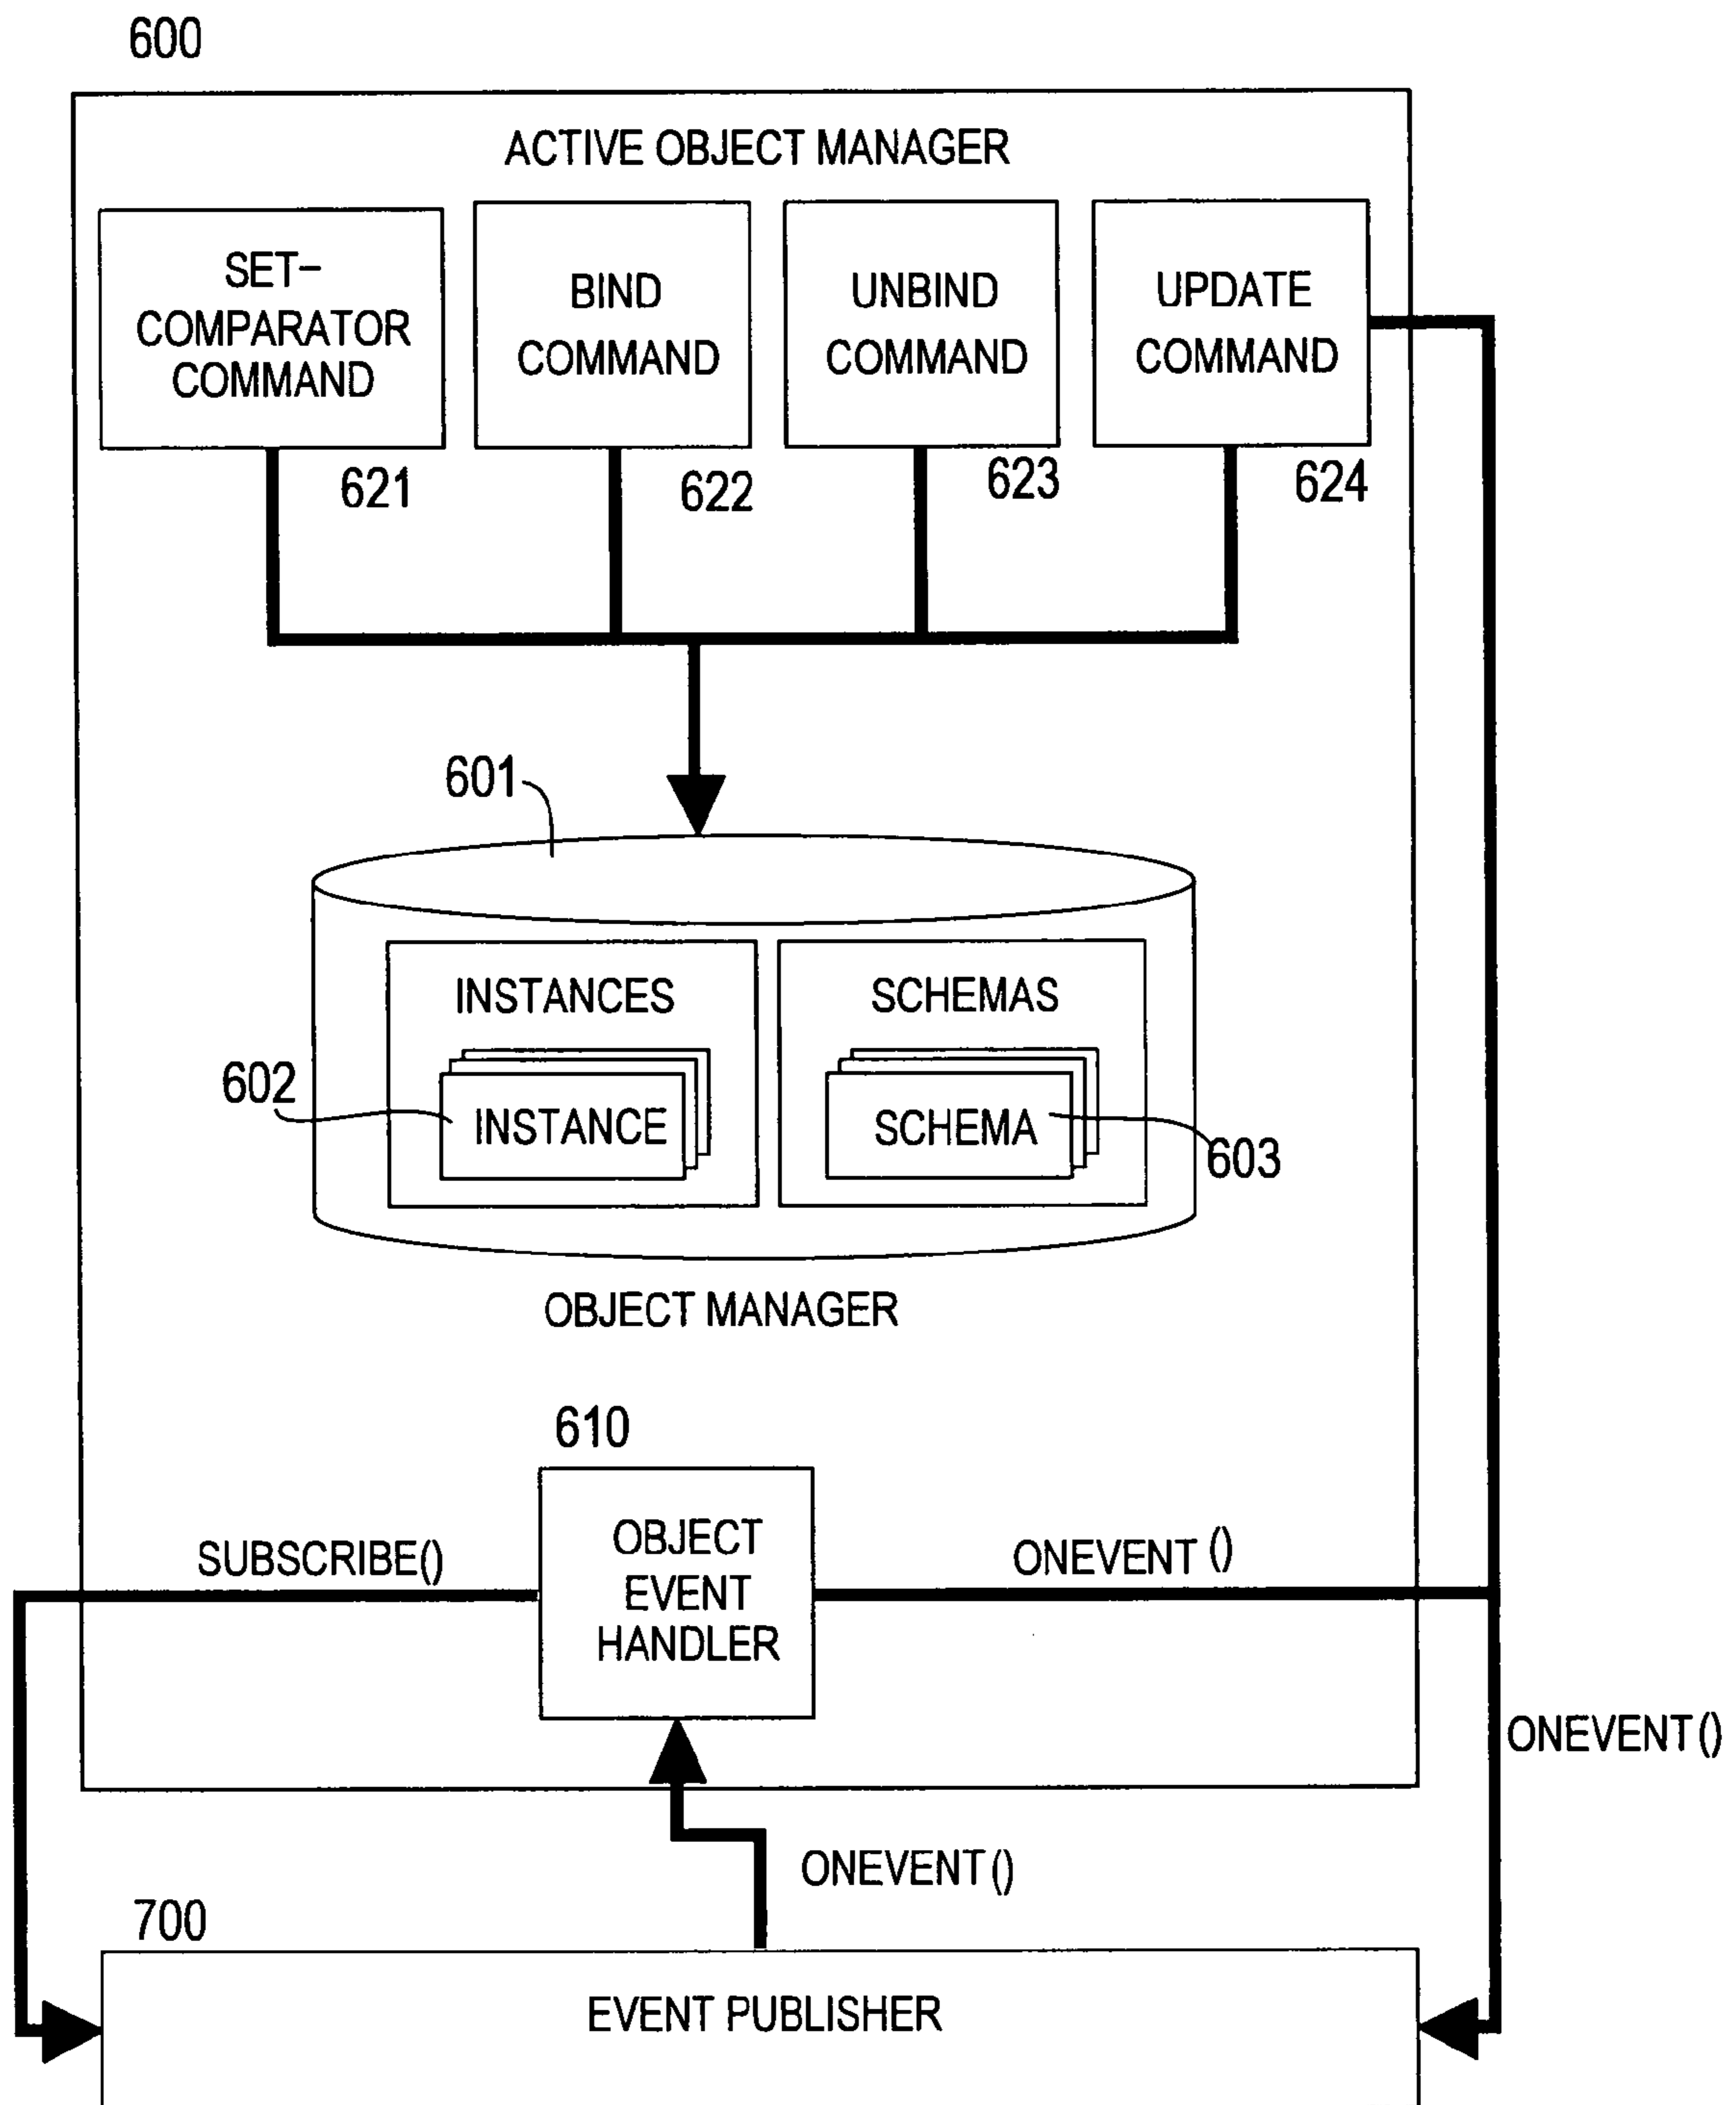 600
ACTIVE OBJECT MANAGER
SET-
COMPARATOR
COMMAND
BIND
COMMAND
UNBIND
COMMAND
UPDATE
COMMAND
621
622
623
624
601
INSTANCES
SCHEMAS
602
INSTANCE
SCHEMA
603
OBJECT MANAGER
610
OBJECT
EVENT
HANDLER
SUBSCRIBE()
ONEVENT ()
ONEVENT ()
ONEVENT ()
700
EVENT PUBLISHER